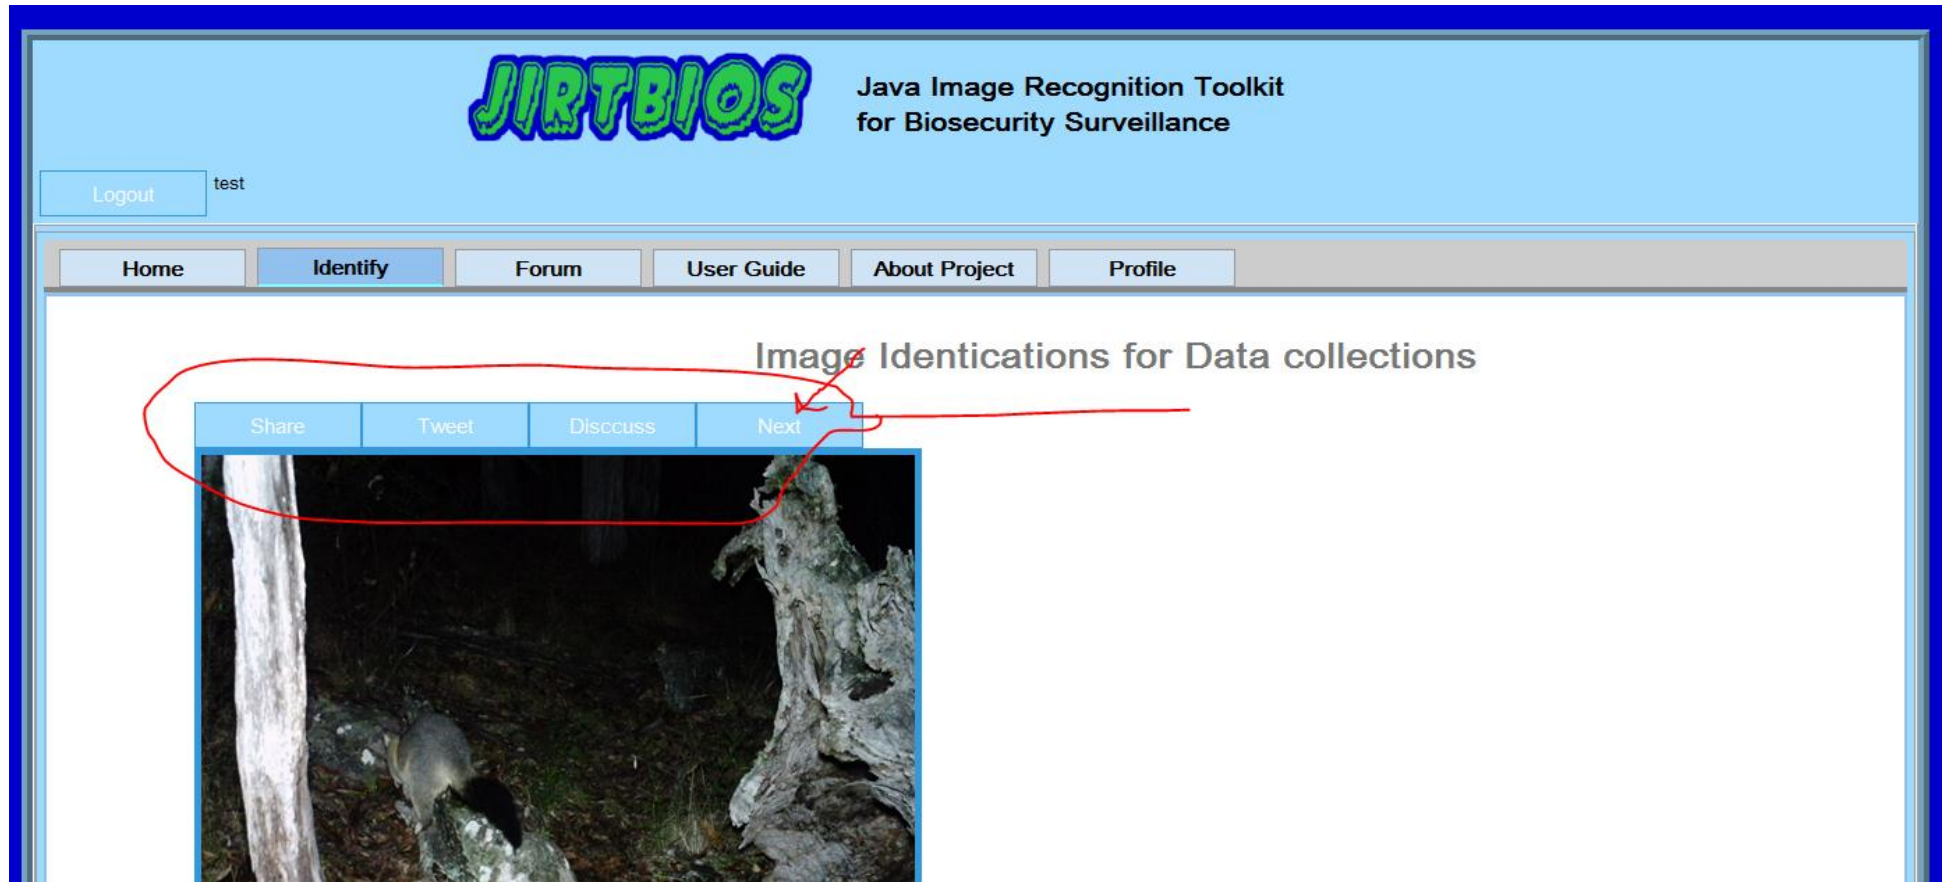 JIRTBIOS
Java Image Recognition Toolkit
for Biosecurity Surveillance
Logout
test
Home
Identify
Forum
User Guide
About Project
Profile
Image Identications for Data collections
Share
Tweet
Disccuss
Next